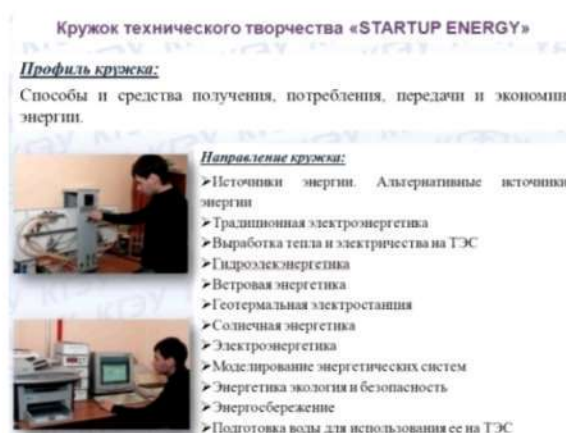 Кружок технического творчества «STARTUP ENERGY»
Профиль кружка:
Способы и средства получения, потребления, передачи и экономии
энергии.
Направление кружка:
➤Источники энергии. Альтернативные источники
энергии
➤Традиционная электроэнергетика
➤Выработка тепла и электричества на ТЭС
➤Гидроэлекэнергетика
➤Ветровая энергетика
➤Геотермальная электростанция
➤Солнечная энергетика
➤Электроэнергетика
➤Моделирование энергетических систем
➤Энергетика экология и безопасность
➤Энергосбережение
➤Подготовка воды для использования ее на ТЭС